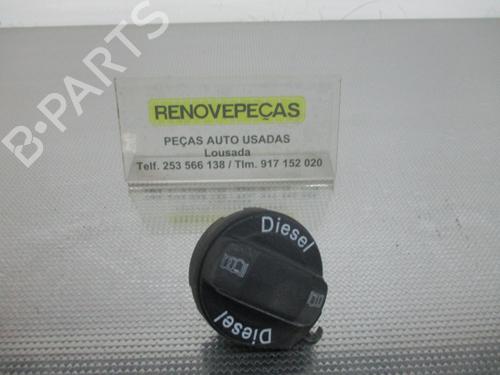 B-PARTS
RENOVEPEÇAS
PEÇAS AUTO USADAS
Lousada
Telf. 253 566 138 / Tlm. 917 152 020
Diesel
Diesel